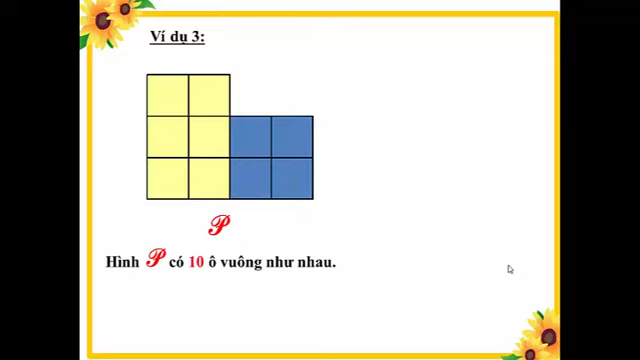 Ví dụ 3:
P
Hình P có 10 ô vuông như nhau.